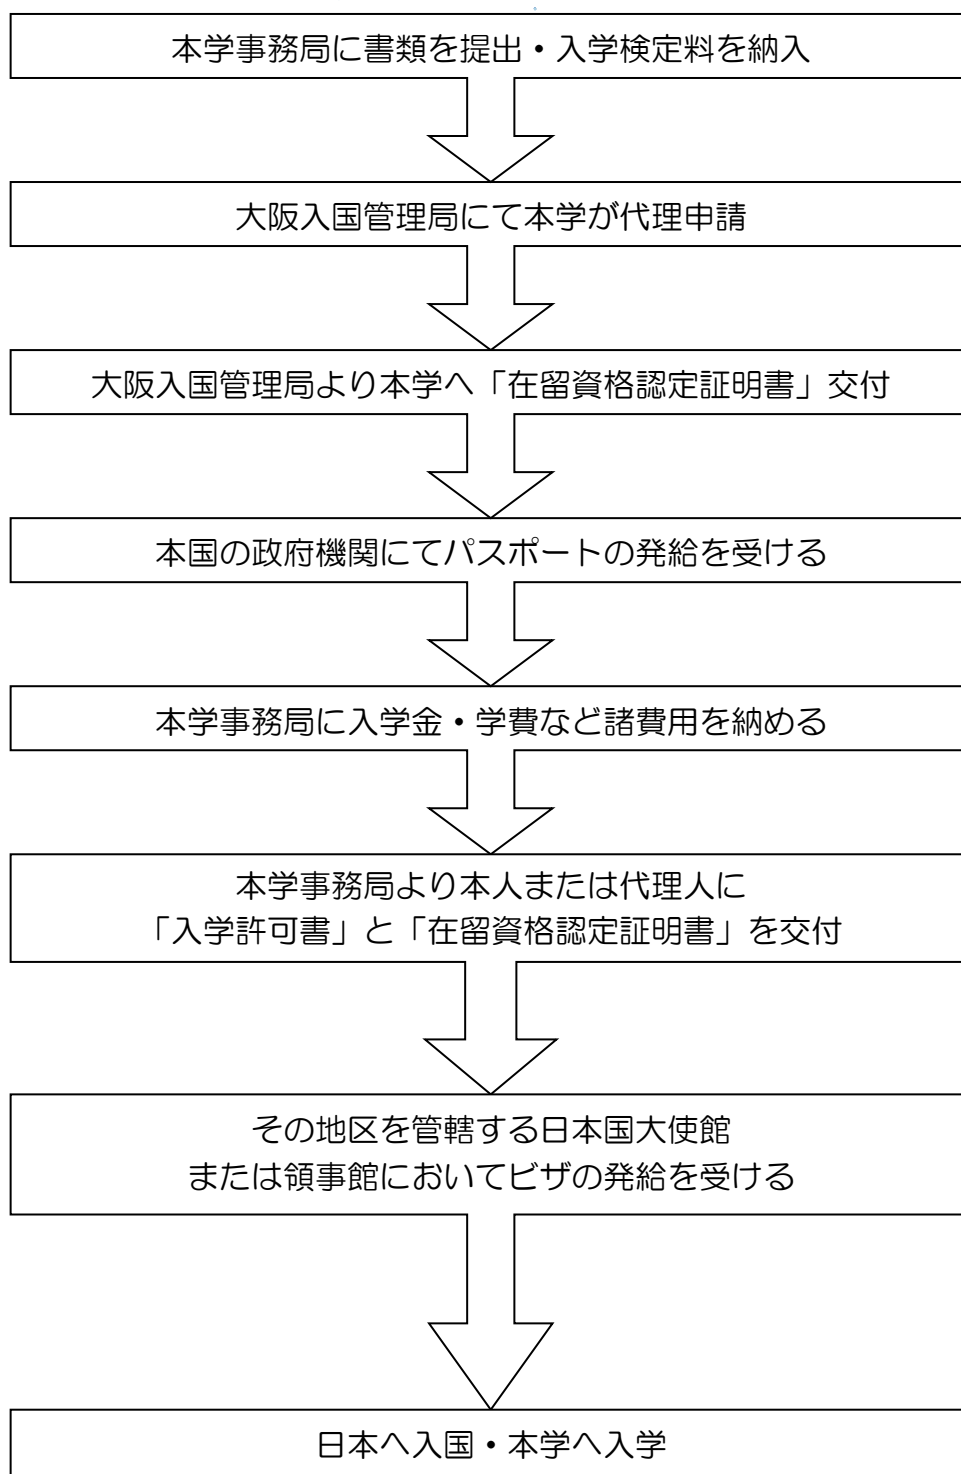 本学事務局に書類を提出・入学検定料を納入
大阪入国管理局にて本学が代理申請
大阪入国管理局より本学へ「在留資格認定証明書」交付
本国の政府機関にてパスポートの発給を受ける
本学事務局に入学金・学費など諸費用を納める
本学事務局より本人または代理人に
「入学許可書」と「在留資格認定証明書」を交付
その地区を管轄する日本国大使館
または領事館においてビザの発給を受ける
日本へ入国・本学へ入学